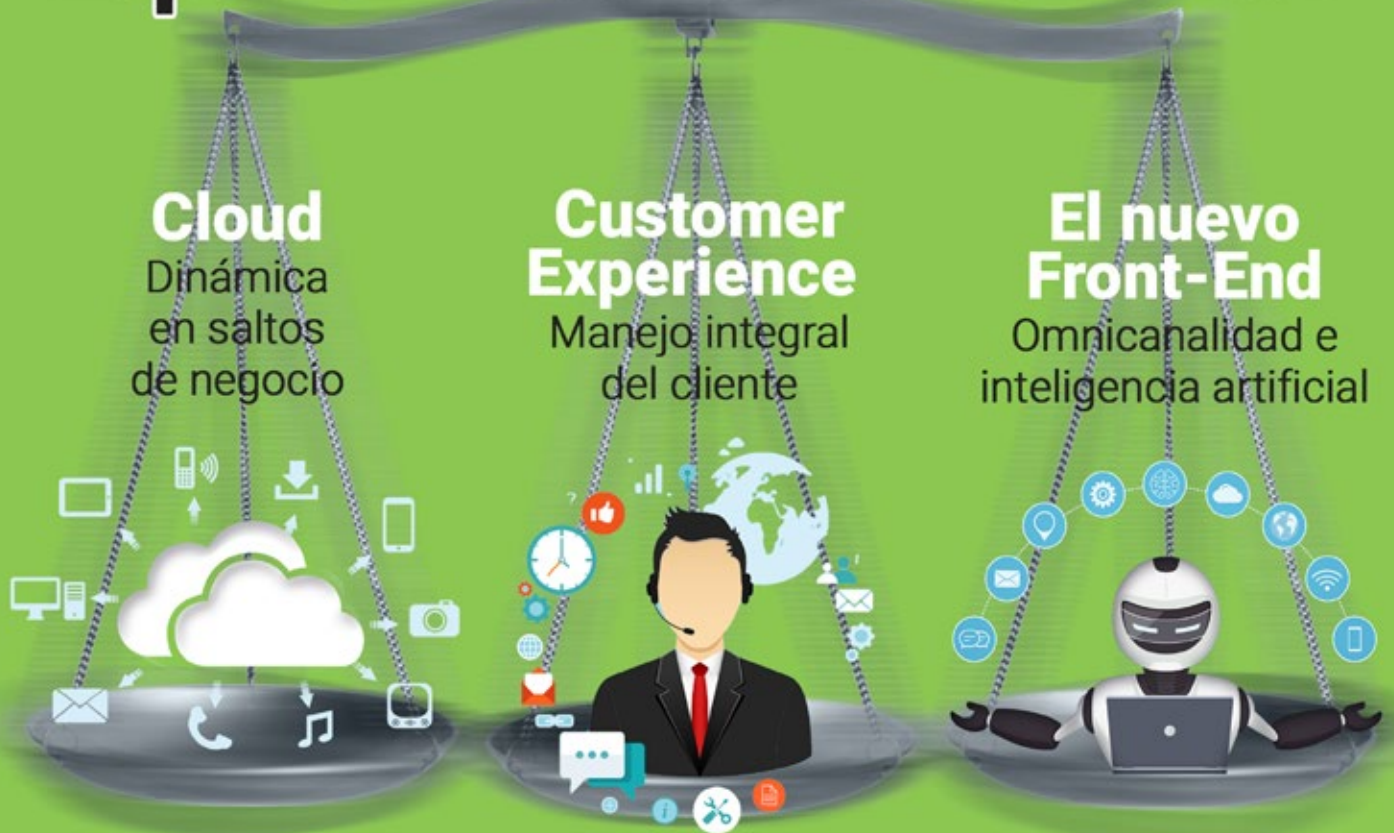 Cloud
Dinámica
en saltos
de negocio
Customer
Experience
Manejo integral
del cliente
El nuevo
Front-End
Omnicanalidad e
inteligencia artificial